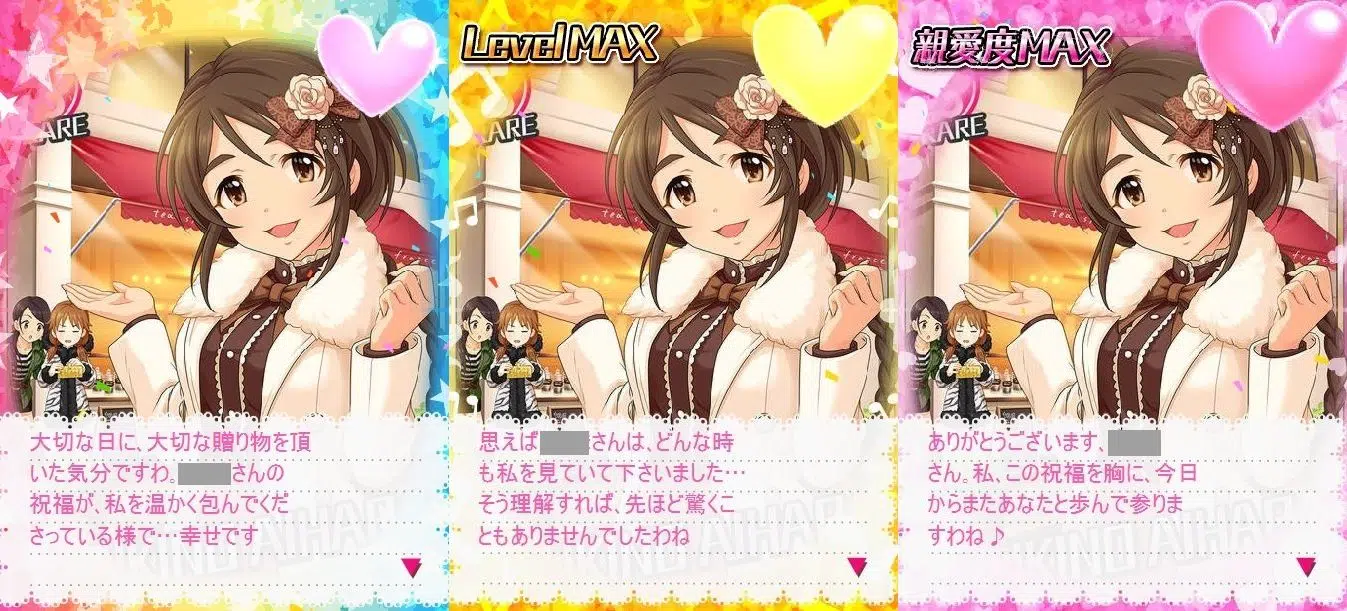 ARE
tea s
大切な日に、大切な贈り物を頂
いた気分ですわ。
さんの
祝福が、私を温かく包んでくだ
さっている様で…幸せです
Level MAX
ARE
tea s
思えば
さんは、どんな時
も私を見ていて下さいました…
そう理解すれば、先ほど驚くこ
ともありませんでしたわね
親愛度MAX
ARE
tea s
ありがとうございます、
さん。私、この祝福を胸に、今日
からまたあなたと歩んで参りま
すわね♪